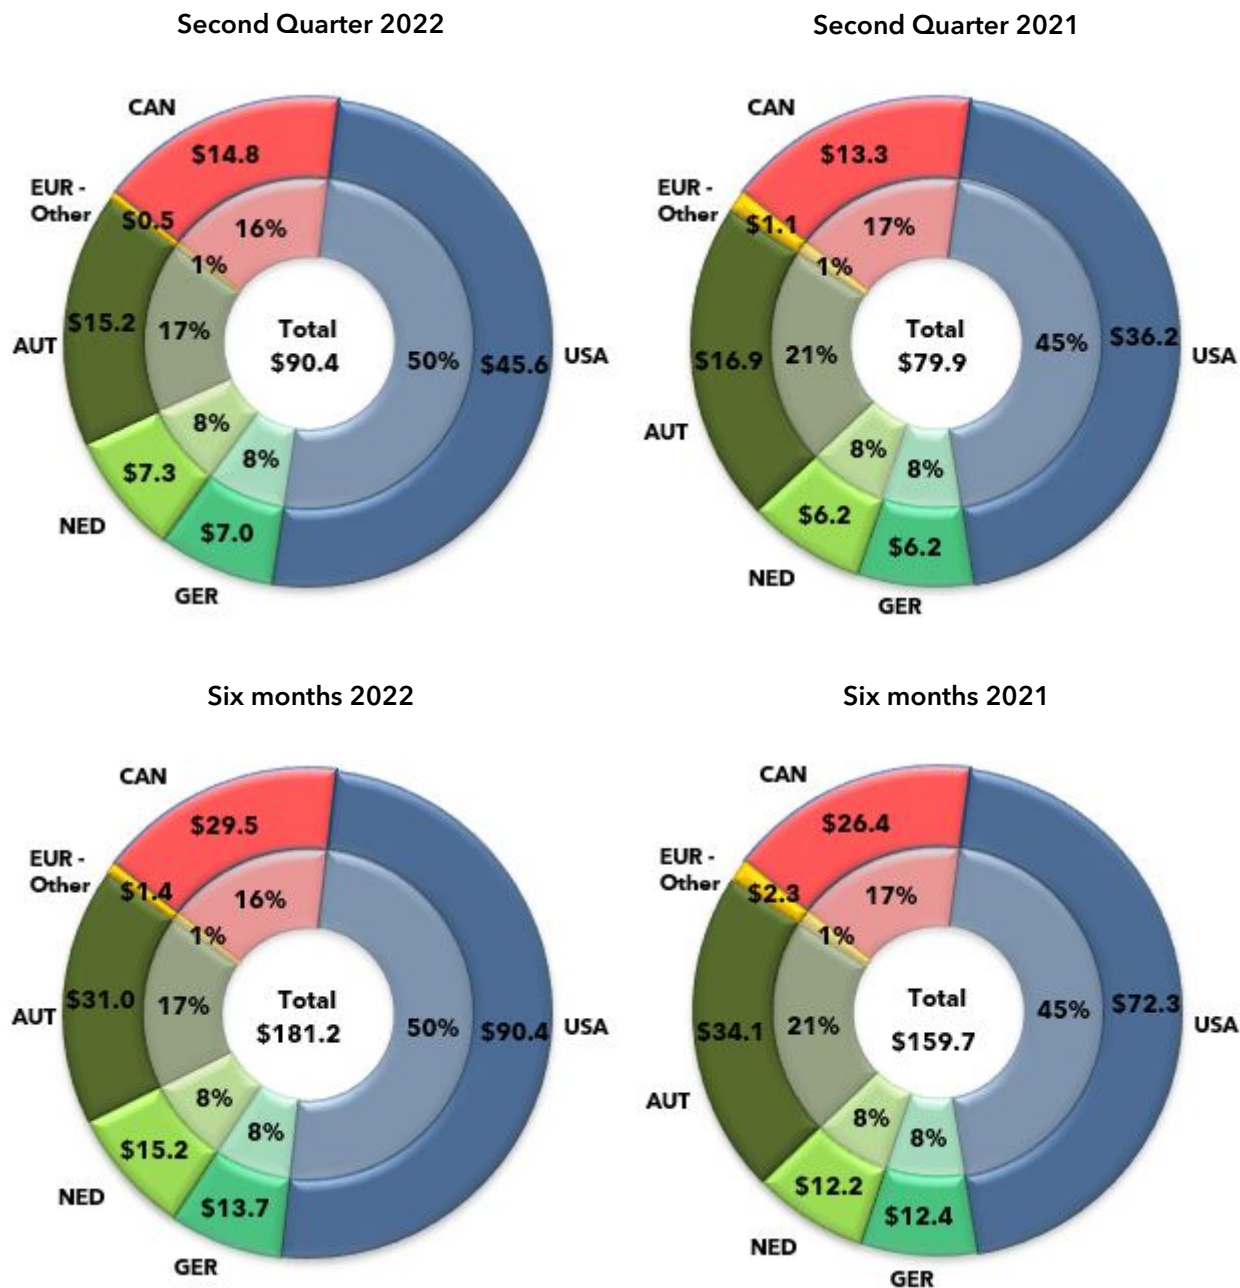 Second Quarter 2022
CAN
$14.8
EUR -
Other
$0.5
16%
1%
$15.2
17%
AUT
Total
$90.4
50%
$45.6
USA
8%
8%
$7.3
NED
$7.0
GER
Second Quarter 2021
CAN
$13.3
EUR -
Other
$1.1
17%
1%
$16.9
21%
AUT
Total
$79.9
45%
$36.2
USA
8%
8%
$6.2
NED
$6.2
GER
Six months 2022
CAN
$29.5
EUR -
Other
$1.4
16%
1%
$31.0
17%
AUT
Total
$181.2
50%
$90.4
USA
8%
8%
$15.2
NED
$13.7
GER
Six months 2021
CAN
$26.4
EUR -
Other
$2.3
17%
1%
$34.1
21%
AUT
Total
$159.7
45%
$72.3
USA
8%
8%
$12.2
NED
$12.4
GER